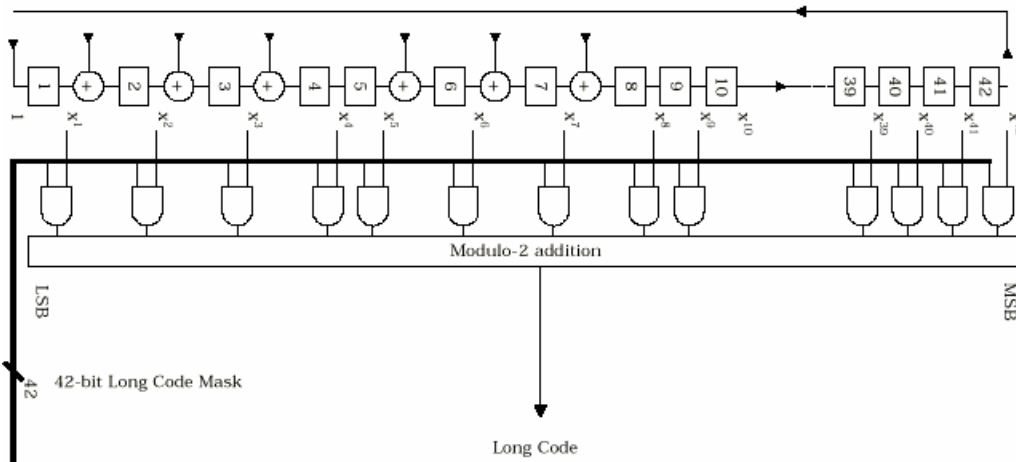 1 2 3 4 5 6 7 8 9 10 39 40 41 42
+ + + + + +
1 x¹ x² x³ x⁴ x⁵ x⁶ x⁷ x⁸ x⁹ x¹⁰ x³⁹ x⁴⁰ x⁴¹
Modulo-2 addition
LSB MSB
42 42-bit Long Code Mask
Long Code